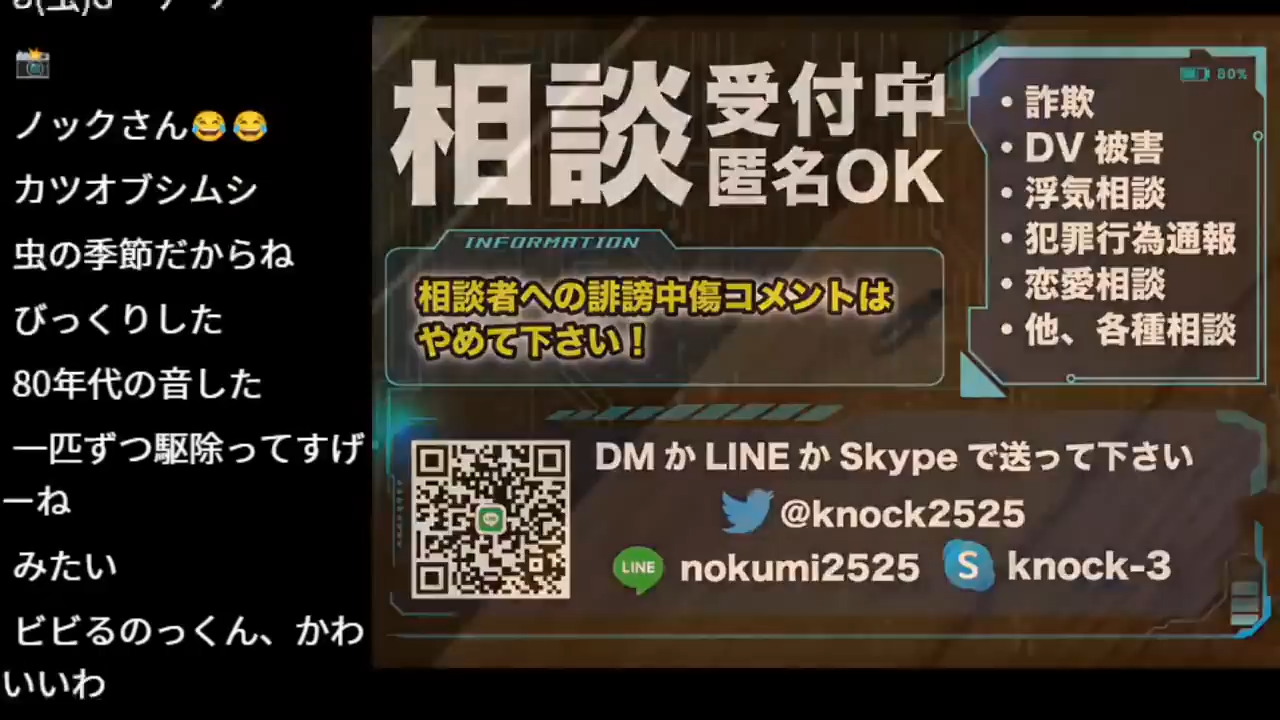 📸
ノックさん😂😂
カツオブシムシ
虫の季節だからね
びっくりした
80年代の音した
一匹ずつ駆除ってすげ
ーね
みたい
ビビるのっくん、かわ
いいわ
相談
受付中
匿名OK
INFORMATION
相談者への誹謗中傷コメントは
やめて下さい！
80%
• 詐欺
• DV 被害
• 浮気相談
• 犯罪行為通報
• 恋愛相談
• 他、各種相談
DM か LINE か Skype で送って下さい
@knock2525
LINE nokumi2525 S knock-3